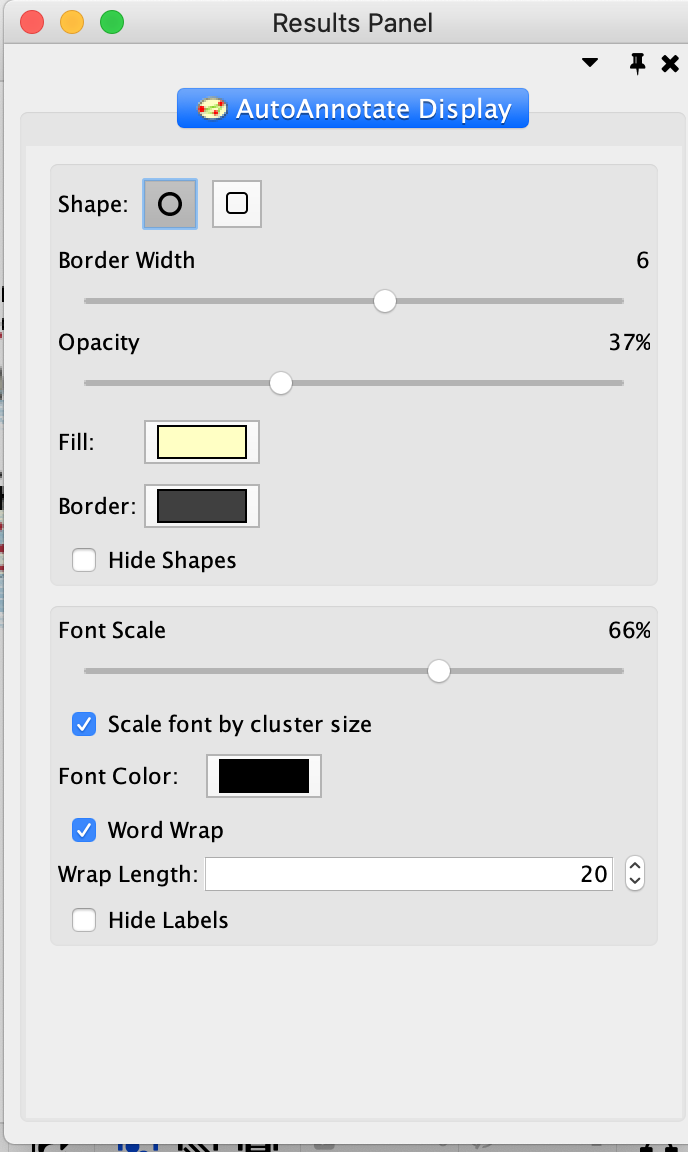 Results Panel
AutoAnnotate Display
Shape:
Border Width 6
Opacity 37%
Fill:
Border:
Hide Shapes
Font Scale 66%
Scale font by cluster size
Font Color:
Word Wrap
Wrap Length: 20
Hide Labels